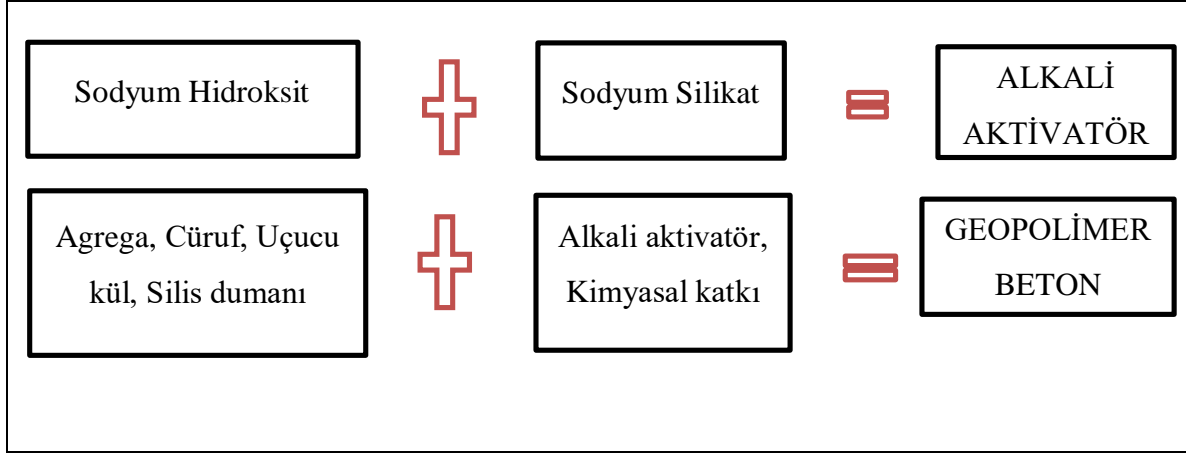 Sodyum Hidroksit
Sodyum Silikat
ALKALİ
AKTİVATÖR
Agrega, Cüruf, Uçucu
kül, Silis dumanı
Alkali aktivatör,
Kimyasal katkı
GEOPOLİMER
BETON